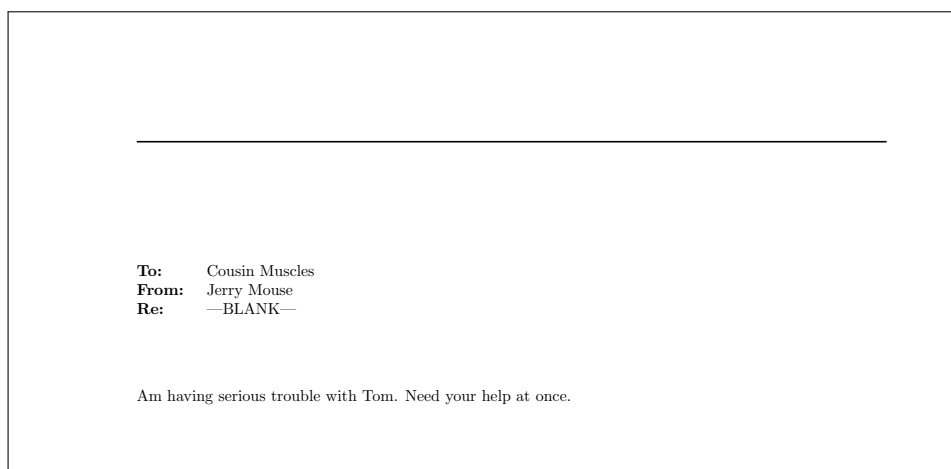 To: Cousin Muscles
From: Jerry Mouse
Re: —BLANK—
Am having serious trouble with Tom. Need your help at once.